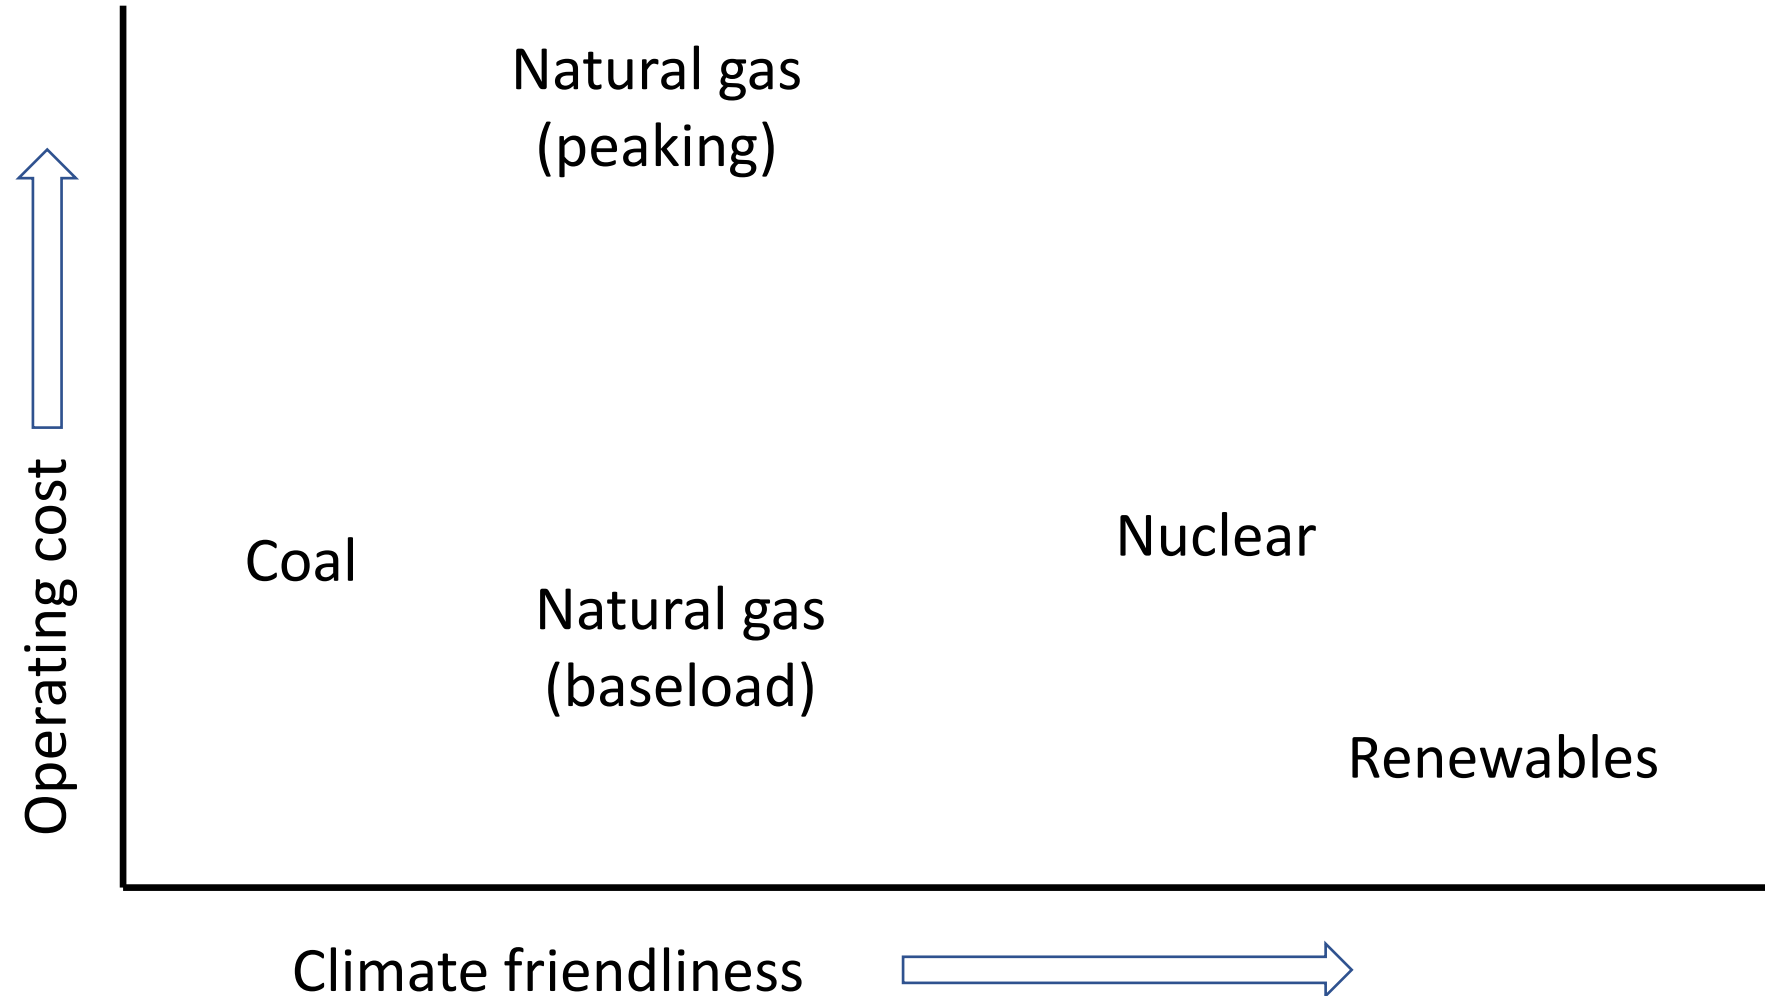 Natural gas
(peaking)
Operating cost
Coal
Nuclear
Natural gas
(baseload)
Renewables
Climate friendliness